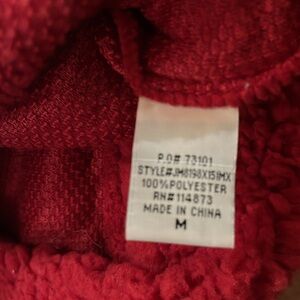 P.O# 73101
STYLE#JM8198X151MX
100%POLYESTER
RN#114873
MADE IN CHINA
M